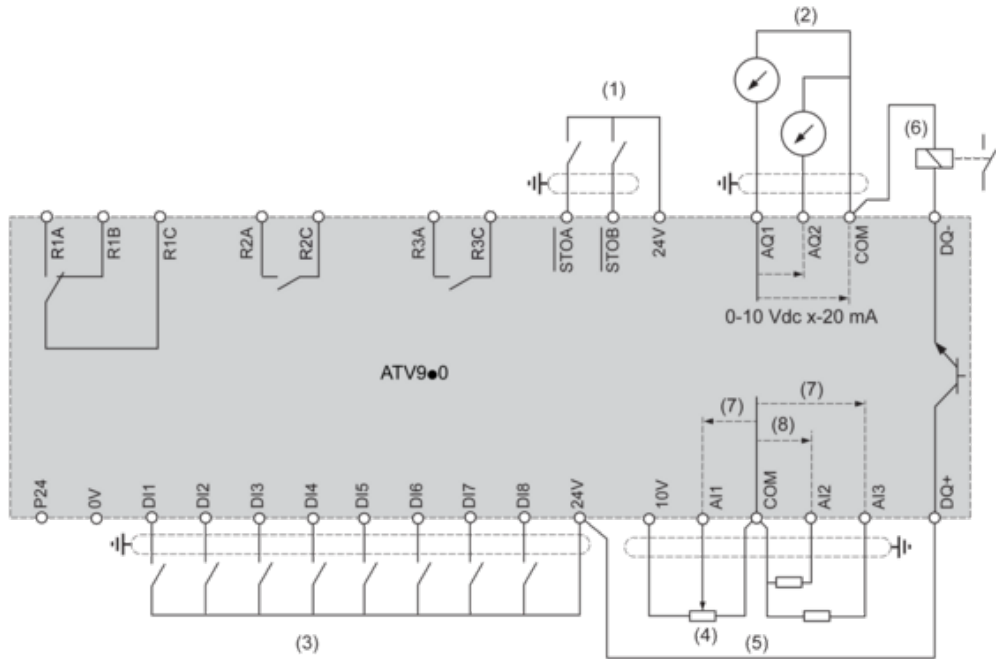 (2)
(1)
(6)
R1A
R1B
R1C
R2A
R2C
R3A
R3C
STOA
STOB
24V
AQ1
AQ2
COM
DQ-
0-10 Vdc x-20 mA
ATV9●0
(7)
(7)
(8)
P24
0V
DI1
DI2
DI3
DI4
DI5
DI6
DI7
DI8
24V
10V
AI1
COM
AI2
AI3
DQ+
(3)
(4)
(5)